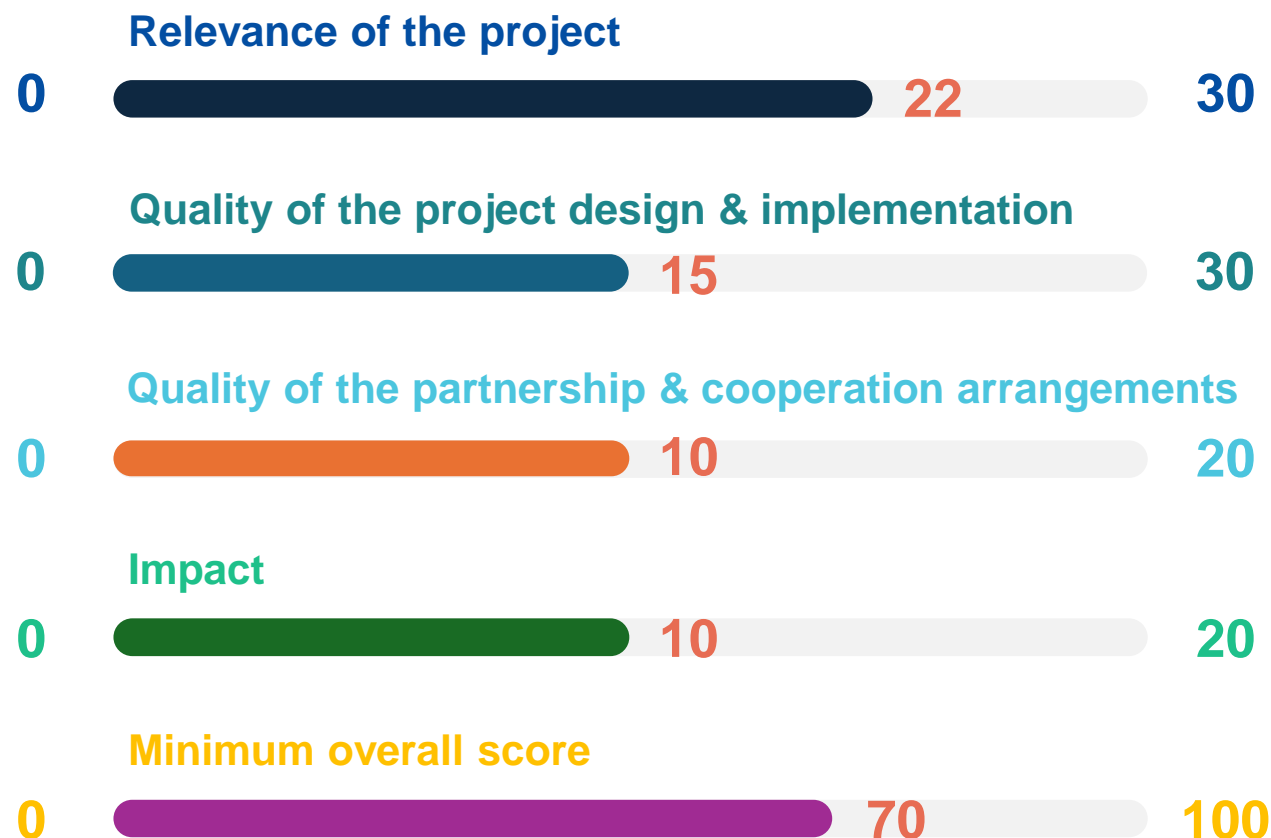 Relevance of the project
0 22 30
Quality of the project design & implementation
0 15 30
Quality of the partnership & cooperation arrangements
0 10 20
Impact
0 10 20
Minimum overall score
0 70 100